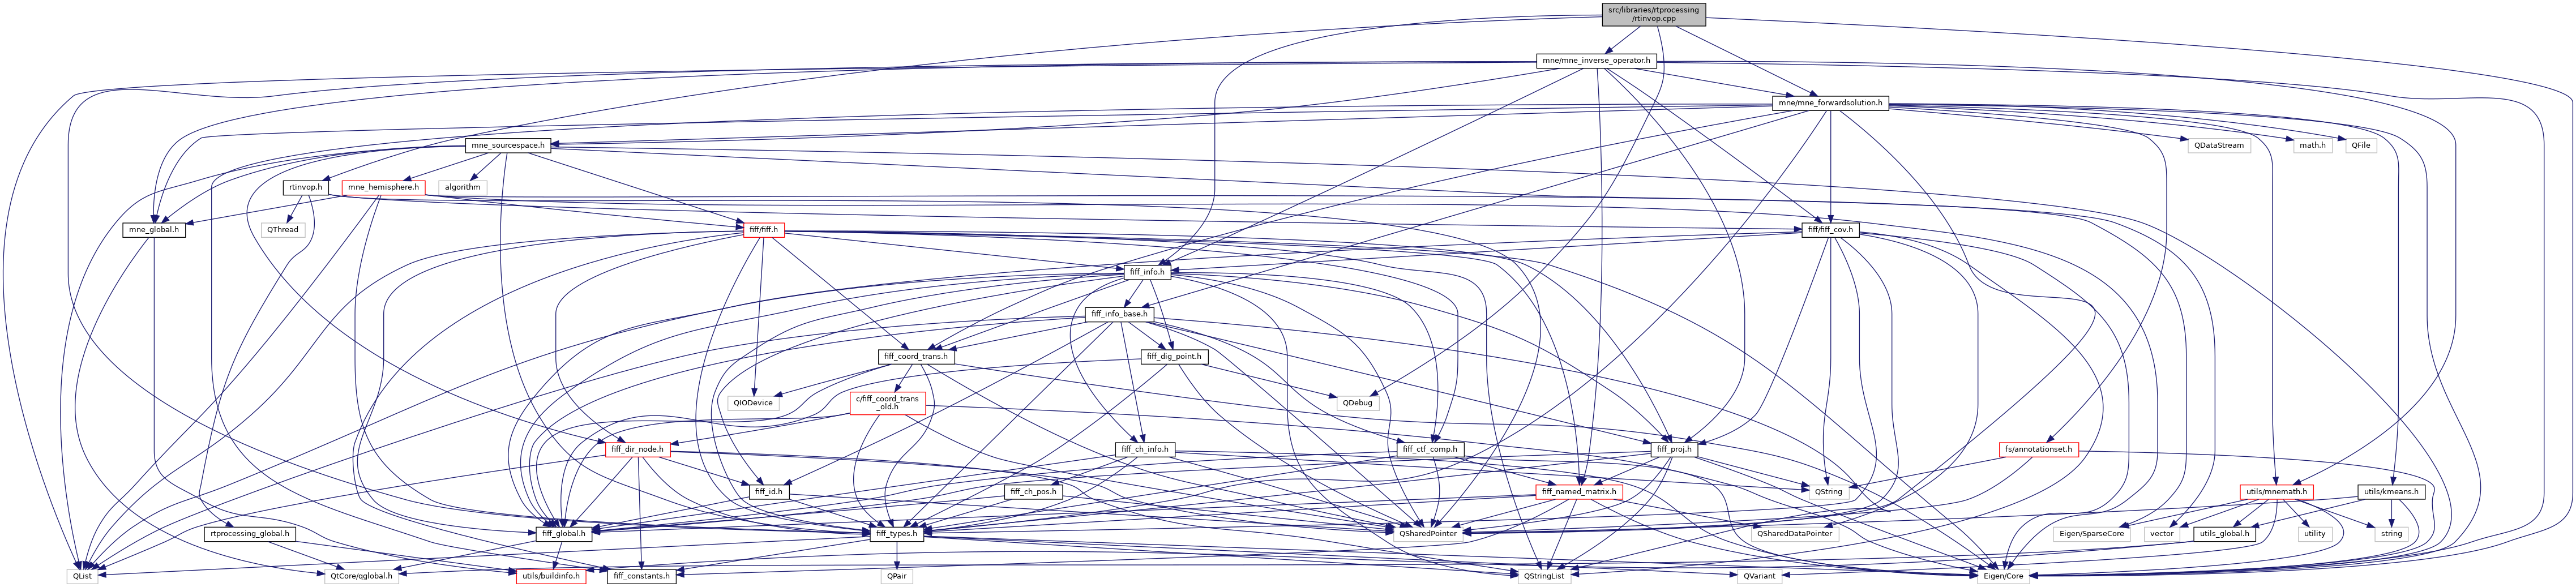 src/libraries/rtprocessing
/rtinvop.cpp
mne/mne_inverse_operator.h
mne/mne_forwardsolution.h
mne_sourcespace.h
QDataStream
math.h
QFile
rtinvop.h
mne_hemisphere.h
algorithm
mne_global.h
QThread
fiff/fiff.h
fiff/fiff_cov.h
fiff_info.h
fiff_info_base.h
fiff_coord_trans.h
fiff_dig_point.h
QIODevice
c/fiff_coord_trans
_old.h
QDebug
fiff_dir_node.h
fiff_ch_info.h
fiff_ctf_comp.h
fiff_proj.h
fs/annotationset.h
fiff_id.h
fiff_ch_pos.h
fiff_named_matrix.h
QString
utils/mnemath.h
utils/kmeans.h
rtprocessing_global.h
fiff_global.h
fiff_types.h
QSharedPointer
QSharedDataPointer
Eigen/SparseCore
vector
utils_global.h
utility
string
QList
QtCore/qglobal.h
utils/buildinfo.h
fiff_constants.h
QPair
QStringList
QVariant
Eigen/Core